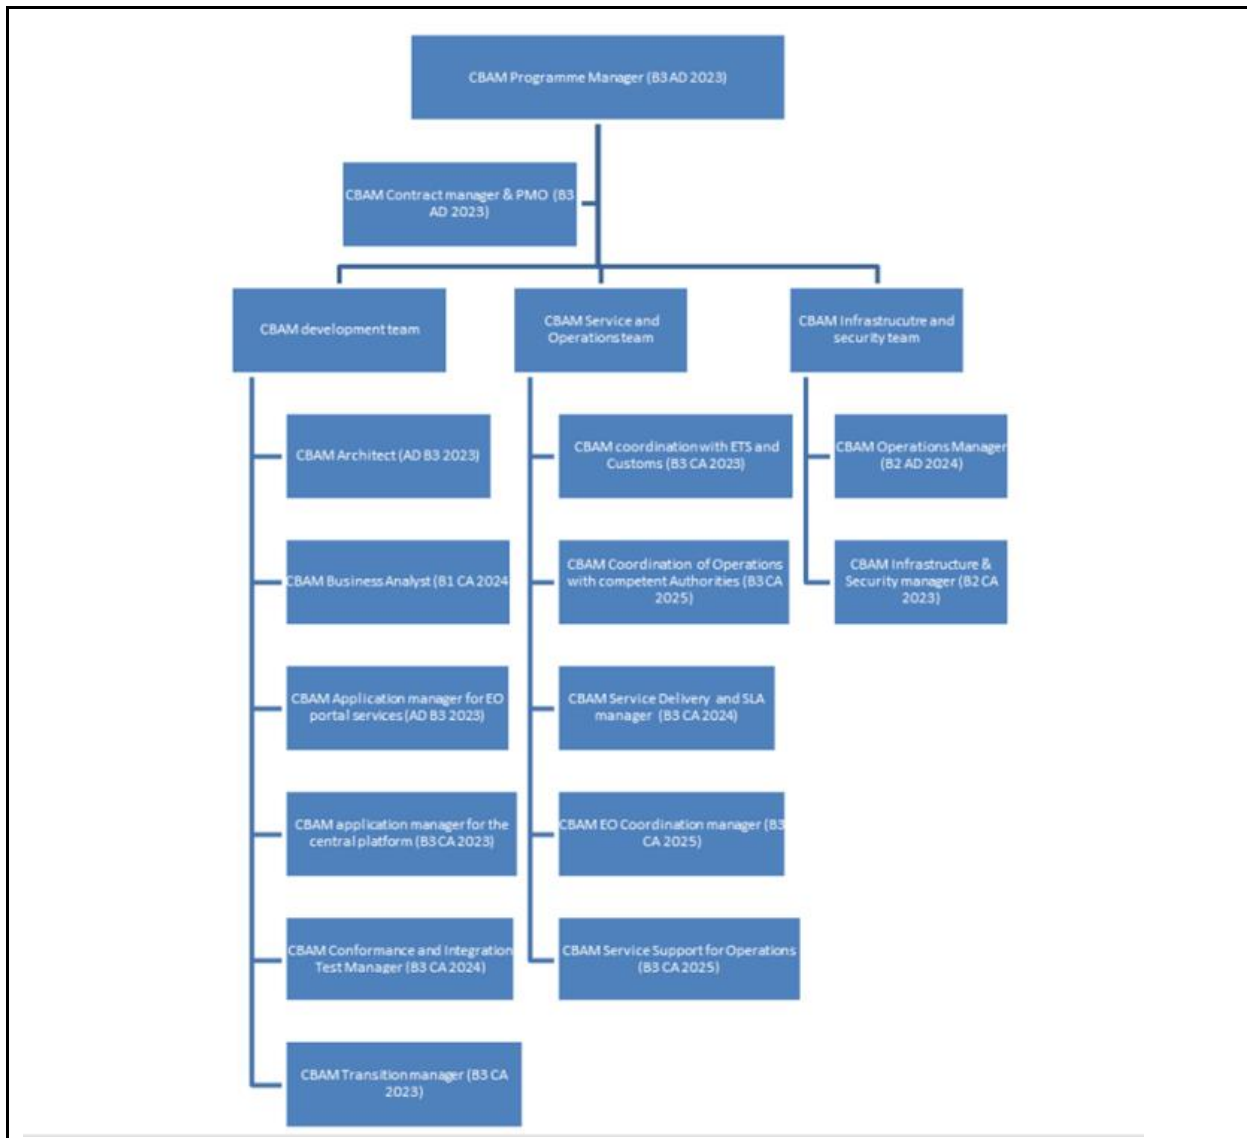 CBAM Programme Manager (B3 AD 2023)
CBAM Contract manager & PMO (B3
AD 2023)
CBAM development team
CBAM Service and
Operations team
CBAM Infrastrucutre and
security team
CBAM Architect (AD B3 2023)
CBAM Business Analyst (B1 CA 2024
CBAM Application manager for EO
portal services (AD B3 2023)
CBAM application manager for the
central platform (B3 CA 2023)
CBAM Conformance and Integration
Test Manager (B3 CA 2024)
CBAM Transition manager (B3 CA
2023)
CBAM coordination with ETS and
Customs (B3 CA 2023)
CBAM Coordination of Operations
with competent Authorities (B3 CA
2025)
CBAM Service Delivery and SLA
manager (B3 CA 2024)
CBAM EO Coordination manager (B3
CA 2025)
CBAM Service Support for Operations
(B3 CA 2025)
CBAM Operations Manager
(B2 AD 2024)
CBAM Infrastructure &
Security manager (B2 CA
2023)